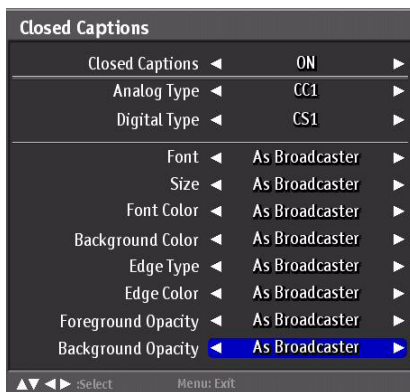 Closed Captions
Closed Captions ◀ ON ▶
Analog Type ◀ CC1 ▶
Digital Type ◀ CS1 ▶
Font ◀ As Broadcaster ▶
Size ◀ As Broadcaster ▶
Font Color ◀ As Broadcaster ▶
Background Color ◀ As Broadcaster ▶
Edge Type ◀ As Broadcaster ▶
Edge Color ◀ As Broadcaster ▶
Foreground Opacity ◀ As Broadcaster ▶
Background Opacity ◀ As Broadcaster ▶
▲▼ ◀▶ :Select Menu: Exit